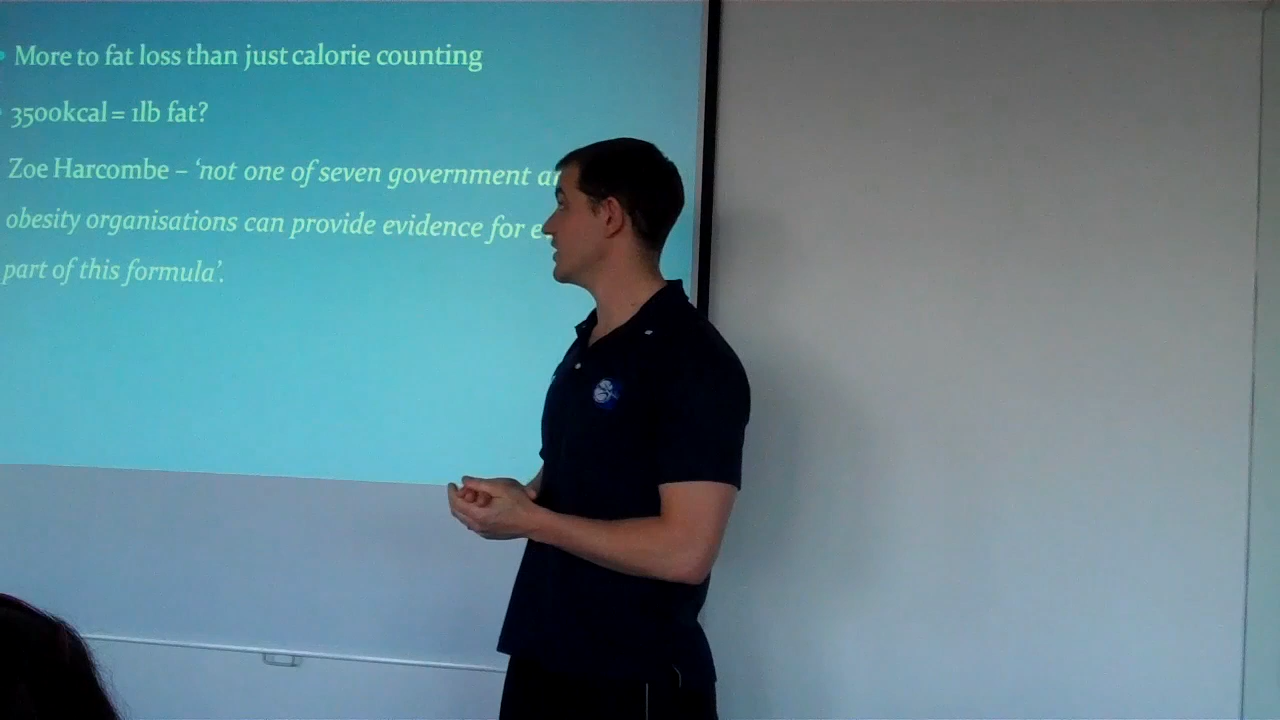 More to fat loss than just calorie counting
3500kcal = 1lb fat?
Zoe Harcombe – ‘not one of seven government
obesity organisations can provide evidence for
part of this formula’.